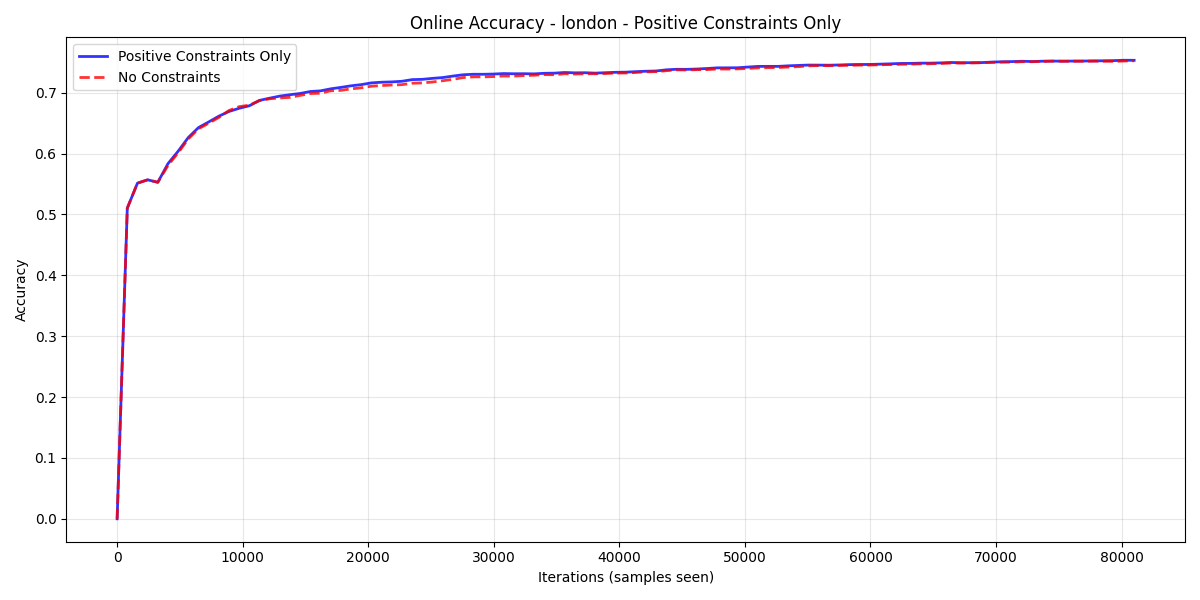 Online Accuracy - london - Positive Constraints Only
Positive Constraints Only
No Constraints
Accuracy
0.7
0.6
0.5
0.4
0.3
0.2
0.1
0.0
0 10000 20000 30000 40000 50000 60000 70000 80000
Iterations (samples seen)